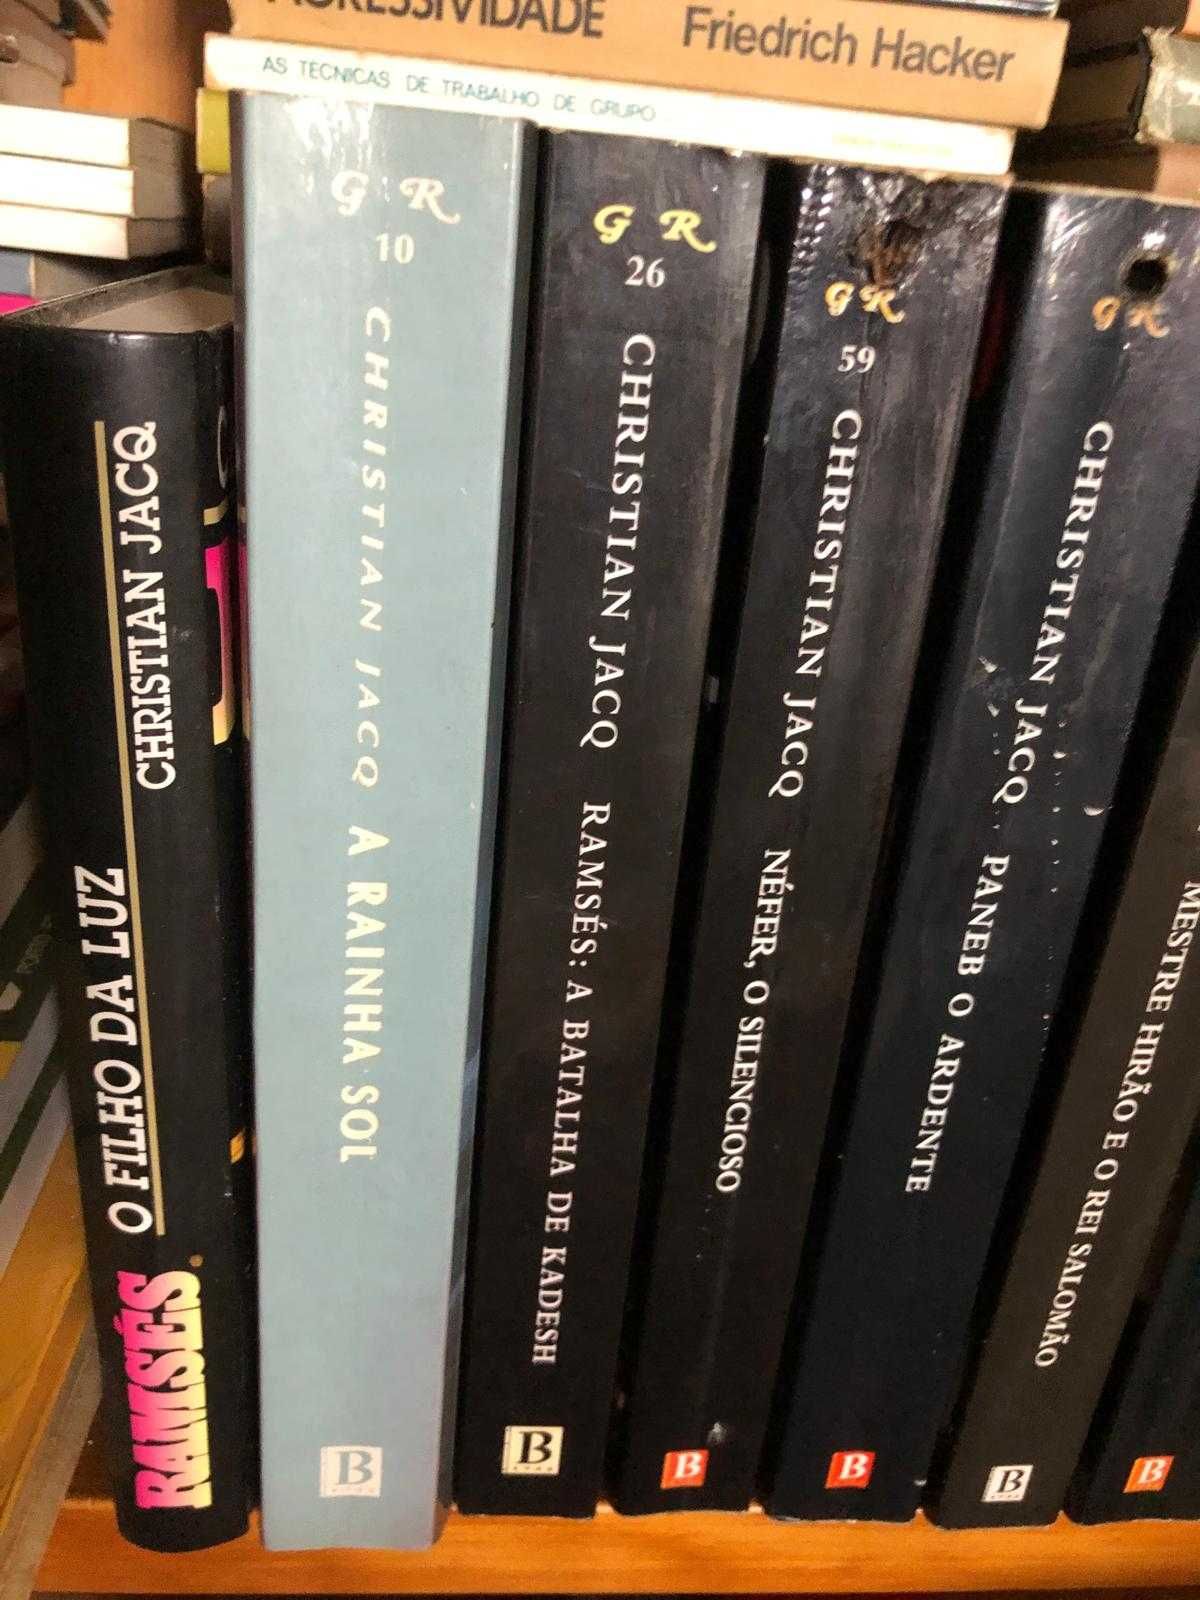 AGRESSIVIDADE Friedrich Hacker
AS TÉCNICAS DE TRABALHO DE GRUPO
RAMSÉS
O FILHO DA LUZ
CHRISTIAN JACQ
G R
10
CHRISTIAN JACQ A RAINHA SOL
B
G R
26
CHRISTIAN JACQ RAMSÉS: A BATALHA DE KADESH
B
G R
59
CHRISTIAN JACQ NÉFER, O SILENCIOSO
B
G R
CHRISTIAN JACQ PANEB O ARDENTE
B
MESTRE HIRÃO E O REI SALOMÃO
B
B